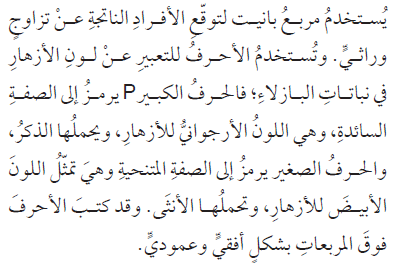 يُستخدمُ مربعُ بانيت لتوقّعِ الأفرادِ الناتجةِ عنْ تزاوجٍ
وراثيٍّ. وتُستخدمُ الأحرفُ للتعبيرِ عنْ لونِ الأزهارِ
في نباتاتِ البازلاءِ؛ فالحرفُ الكبير P يرمزُ إلى الصفةِ
السائدةِ، وهي اللونُ الأرجوانيُّ للأزهارِ، ويحملُها الذكرُ،
والحرفُ الصغير يرمزُ إلى الصفةِ المتنحيةِ وهيَ تمثّلُ اللونَ
الأبيضَ للأزهارِ، وتحملُها الأنثَى. وقد كتبَ الأحرفَ
فوقَ المربعاتِ بشكلٍ أفقيٍّ وعموديٍّ.